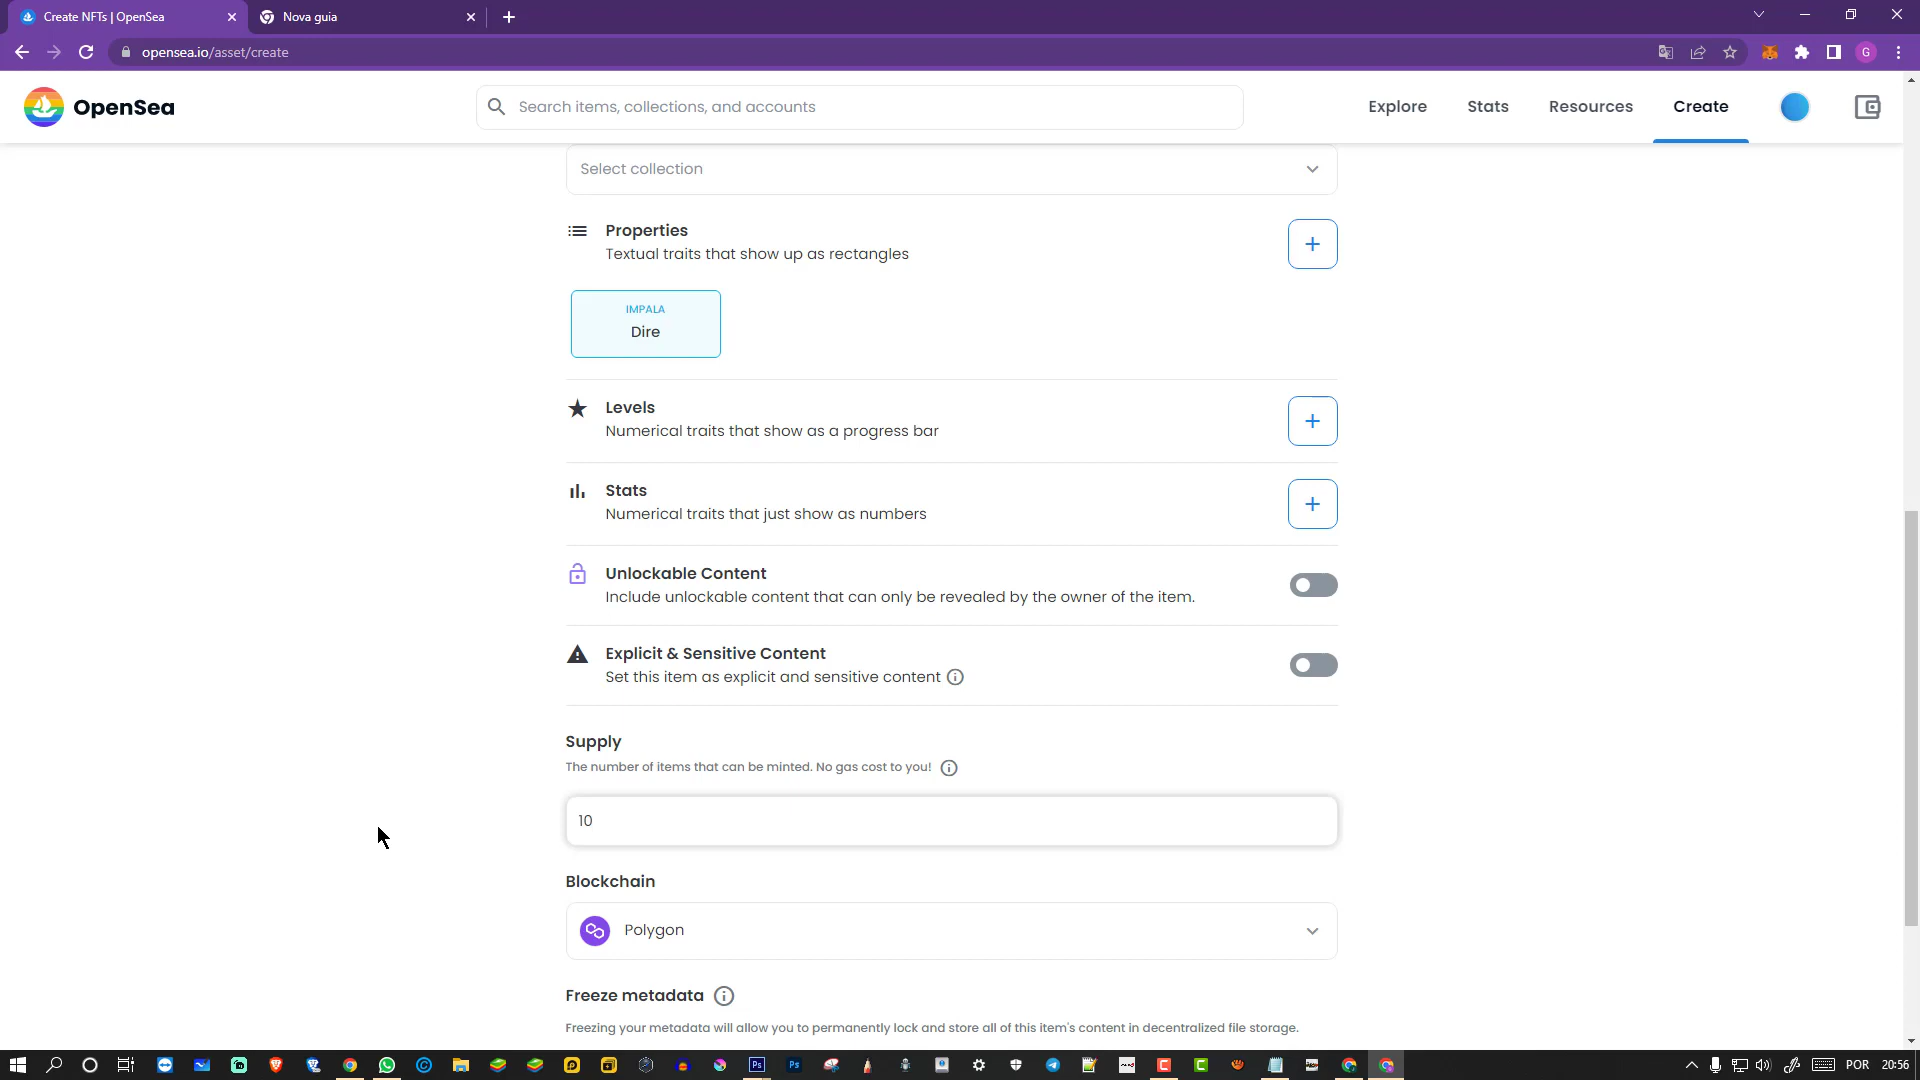 Create NFTs | OpenSea
Nova guia
opensea.io/asset/create
G
OpenSea
Search items, collections, and accounts
Explore
Stats
Resources
Create
Select collection
Properties
Textual traits that show up as rectangles
IMPALA
Dire
Levels
Numerical traits that show as a progress bar
Stats
Numerical traits that just show as numbers
Unlockable Content
Include unlockable content that can only be revealed by the owner of the item.
Explicit & Sensitive Content
Set this item as explicit and sensitive content
Supply
The number of items that can be minted. No gas cost to you!
10
Blockchain
Polygon
Freeze metadata
Freezing your metadata will allow you to permanently lock and store all of this item's content in decentralized file storage.
Ps
Ps
POR
20:56